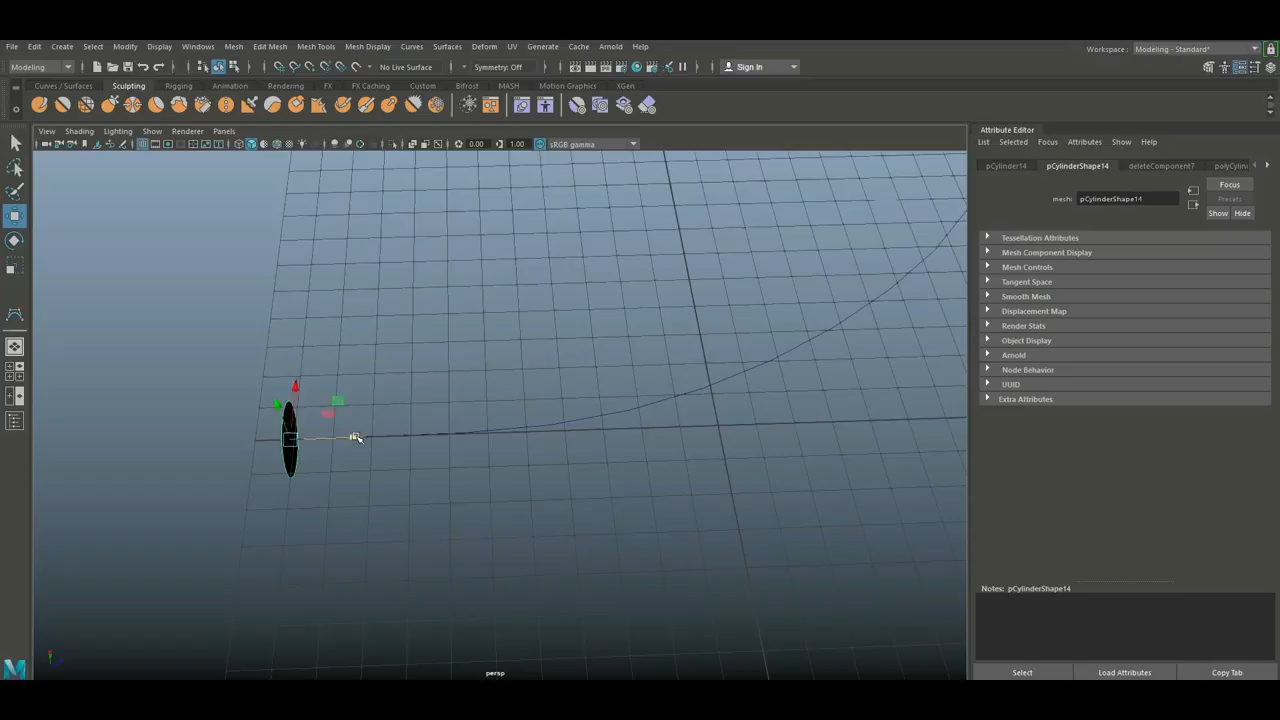 File Edit Create Select Modify Display Windows Mesh Edit Mesh Mesh Tools Mesh Display Curves Surfaces Deform UV Generate Cache Arnold Help
Workspace : Modeling - Standard*
Modeling
No Live Surface
Symmetry: Off
Sign In
Curves / Surfaces Sculpting Rigging Animation Rendering FX FX Caching Custom Bifrost MASH Motion Graphics XGen
View Shading Lighting Show Renderer Panels
0.00
1.00
sRGB gamma
persp
Attribute Editor
List Selected Focus Attributes Show Help
pCylinder14 pCylinderShape14 deleteComponent7 polyCylin
mesh: pCylinderShape14
Focus
Presets
Show Hide
Tessellation Attributes
Mesh Component Display
Mesh Controls
Tangent Space
Smooth Mesh
Displacement Map
Render Stats
Object Display
Arnold
Node Behavior
UUID
Extra Attributes
Notes: pCylinderShape14
Select Load Attributes Copy Tab